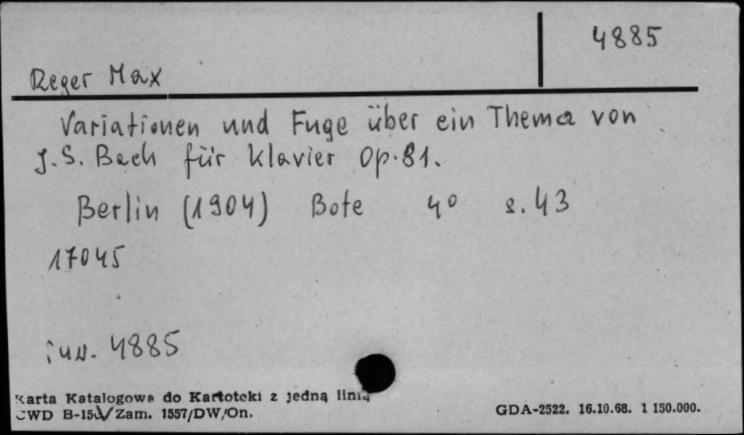 4885
Reger Max
Variationen und Fuge über ein Thema von
J.S. Bach für Klavier Op.81.
Berlin (1904) Bote 4° s.43
17045
inw. 4885
Karta Katalogowa do Kartoteki z jedną linią
CWD B-15 Zam. 1557/DW/On.
GDA-2522. 16.10.68. 1 150.000.